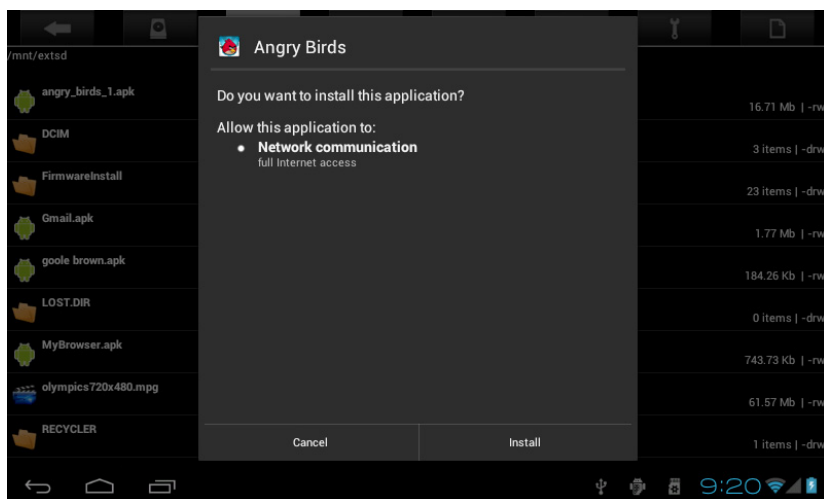 Angry Birds
/mnt/extsd
Do you want to install this application?
angry_birds_1.apk
16.71 Mb | -rw
Allow this application to:
DCIM
Network communication
3 items | -drw
full Internet access
FirmwareInstall
23 items | -drw
Gmail.apk
1.77 Mb | -rw
goole brown.apk
184.26 Kb | -rw
LOST.DIR
0 items | -drw
MyBrowser.apk
743.73 Kb | -rw
olympics720x480.mpg
61.57 Mb | -rw
RECYCLER
1 items | -drw
Cancel
Install
9:20